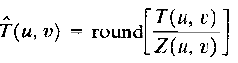 T̂(u, v) = round[T(u, v) / Z(u, v)]